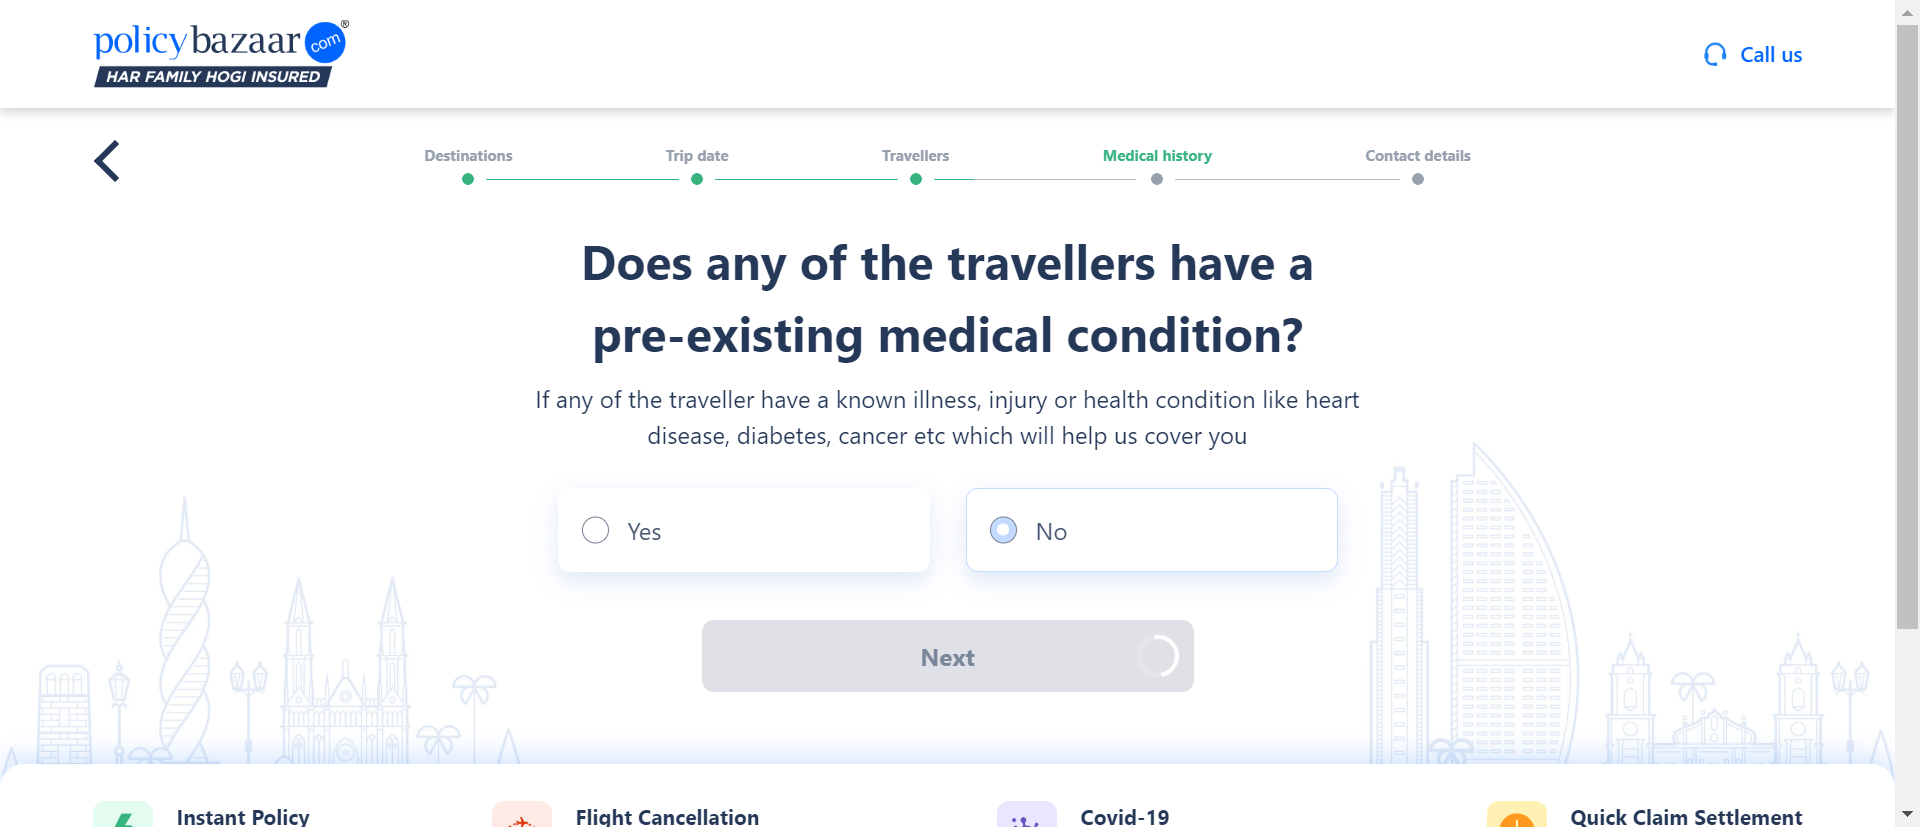 policybazaar com ®
HAR FAMILY HOGI INSURED
Call us
Destinations
Trip date
Travellers
Medical history
Contact details
Does any of the travellers have a
pre-existing medical condition?
If any of the traveller have a known illness, injury or health condition like heart
disease, diabetes, cancer etc which will help us cover you
Yes
No
Next
Instant Policy
Flight Cancellation
Covid-19
Quick Claim Settlement